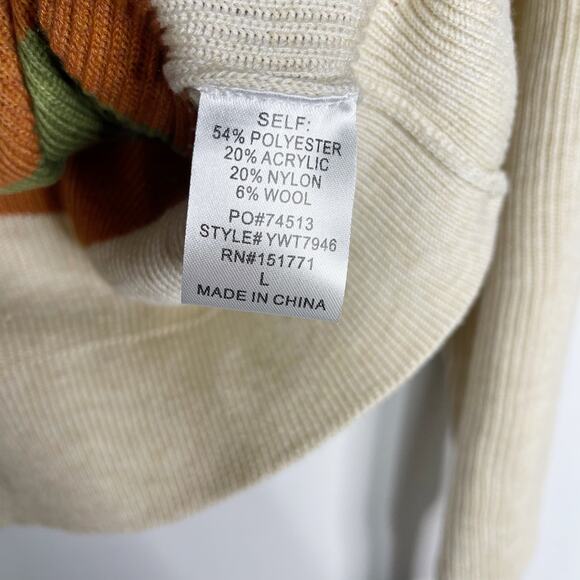 SELF:
54% POLYESTER
20% ACRYLIC
20% NYLON
6% WOOL
PO#74513
STYLE# YWT7946
RN#151771
L
MADE IN CHINA